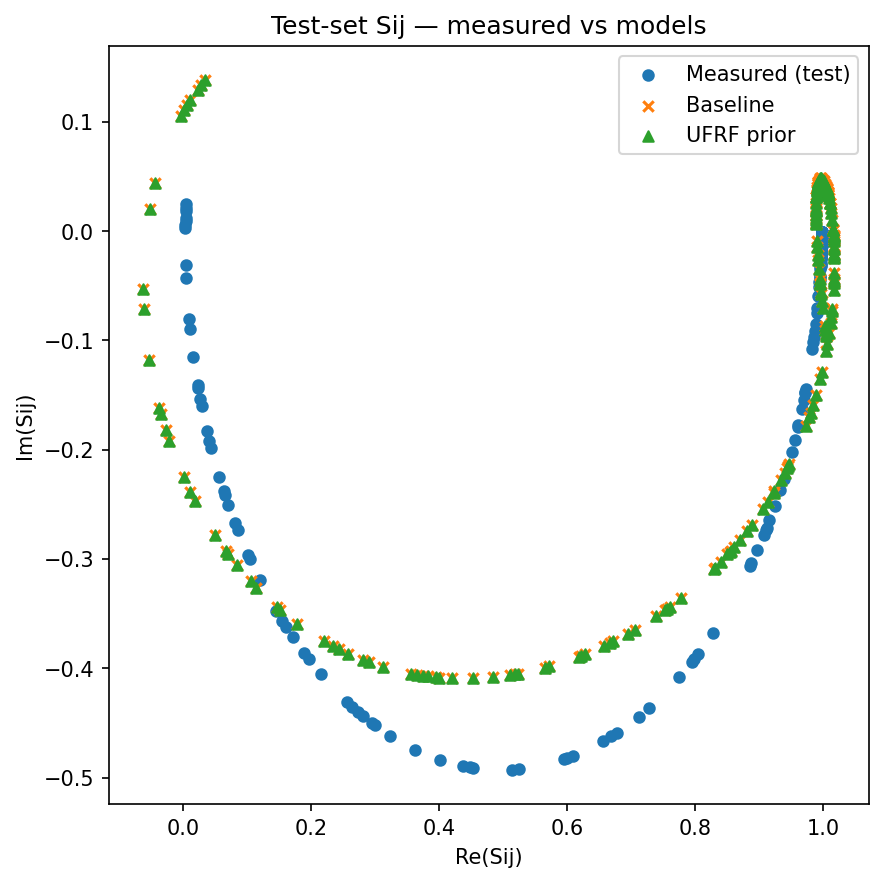 Test-set Sij — measured vs models
Measured (test)
Baseline
UFRF prior
0.1
0.0
−0.1
−0.2
−0.3
−0.4
−0.5
Im(Sij)
0.0 0.2 0.4 0.6 0.8 1.0
Re(Sij)